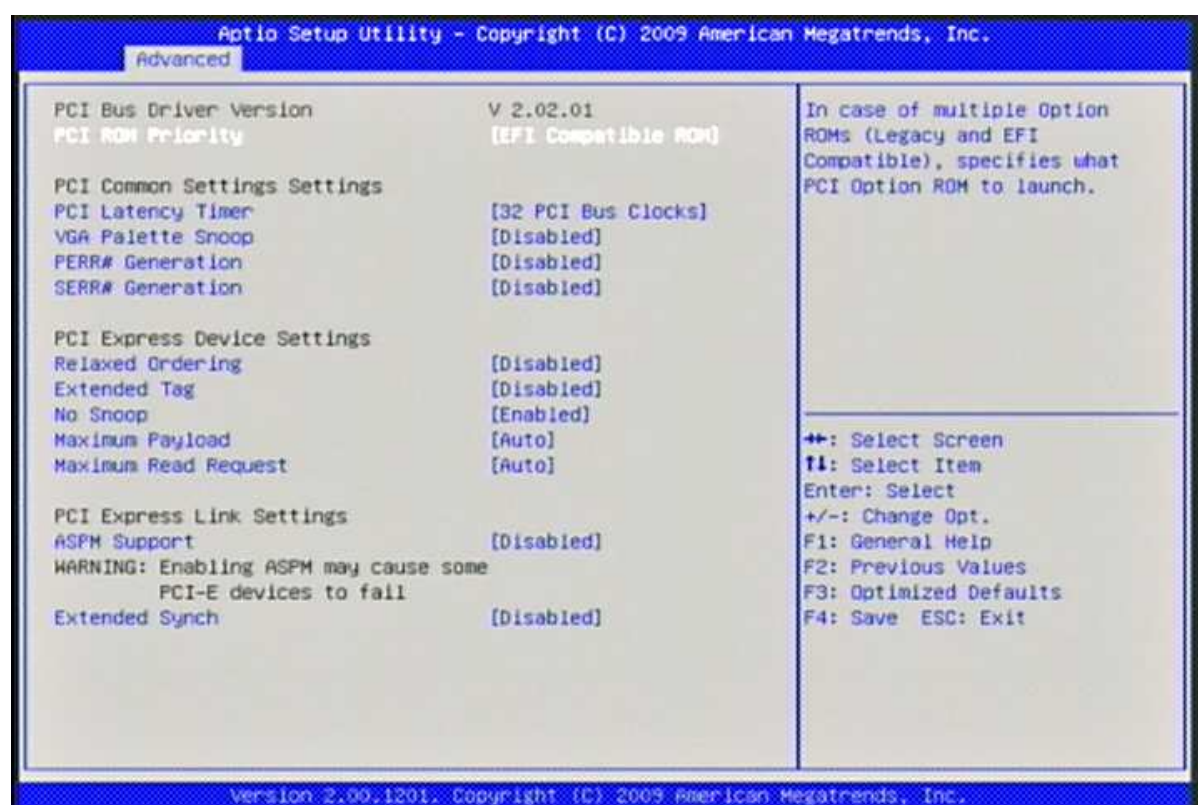 Aptio Setup Utility - Copyright (C) 2009 American Megatrends, Inc.
Advanced
PCI Bus Driver Version V 2.02.01
PCI ROM Priority [EFI Compatible ROM]
PCI Common Settings Settings
PCI Latency Timer [32 PCI Bus Clocks]
VGA Palette Snoop [Disabled]
PERR# Generation [Disabled]
SERR# Generation [Disabled]
PCI Express Device Settings
Relaxed Ordering [Disabled]
Extended Tag [Disabled]
No Snoop [Enabled]
Maximum Payload [Auto]
Maximum Read Request [Auto]
PCI Express Link Settings
ASPM Support [Disabled]
WARNING: Enabling ASPM may cause some
PCI-E devices to fail
Extended Synch [Disabled]
In case of multiple Option
ROMs (Legacy and EFI
Compatible), specifies what
PCI Option ROM to launch.
→←: Select Screen
↑↓: Select Item
Enter: Select
+/-: Change Opt.
F1: General Help
F2: Previous Values
F3: Optimized Defaults
F4: Save ESC: Exit
Version 2.00.1201. Copyright (C) 2009 American Megatrends, Inc.